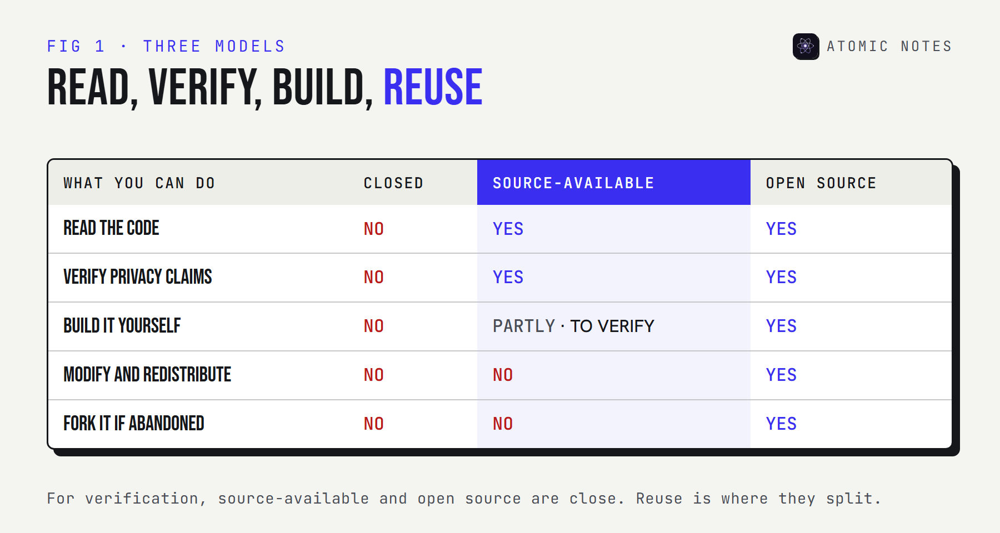 FIG 1 · THREE MODELS
ATOMIC NOTES
READ, VERIFY, BUILD, REUSE
WHAT YOU CAN DO CLOSED SOURCE-AVAILABLE OPEN SOURCE
READ THE CODE NO YES YES
VERIFY PRIVACY CLAIMS NO YES YES
BUILD IT YOURSELF NO PARTLY · TO VERIFY YES
MODIFY AND REDISTRIBUTE NO NO YES
FORK IT IF ABANDONED NO NO YES
For verification, source-available and open source are close. Reuse is where they split.